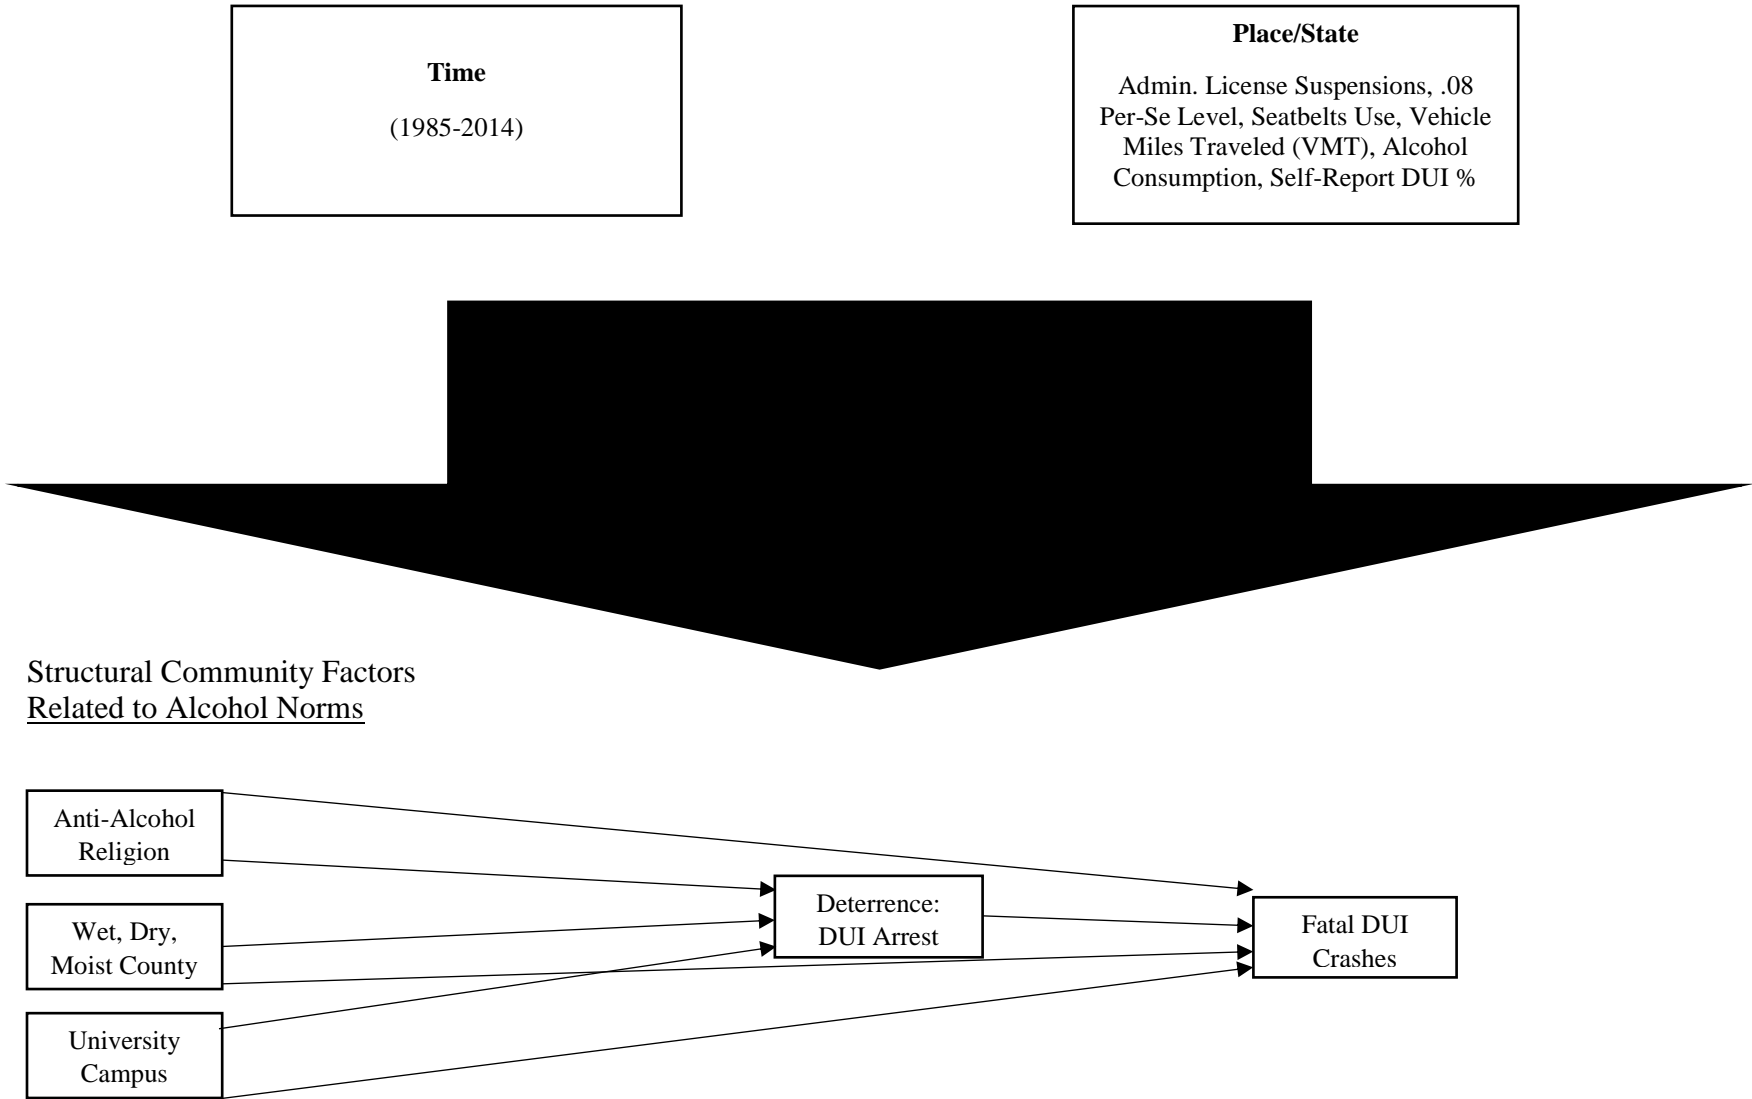 Time
(1985-2014)
Place/State
Admin. License Suspensions, .08
Per-Se Level, Seatbelts Use, Vehicle
Miles Traveled (VMT), Alcohol
Consumption, Self-Report DUI %
Structural Community Factors
Related to Alcohol Norms
Anti-Alcohol
Religion
Wet, Dry,
Moist County
University
Campus
Deterrence:
DUI Arrest
Fatal DUI
Crashes